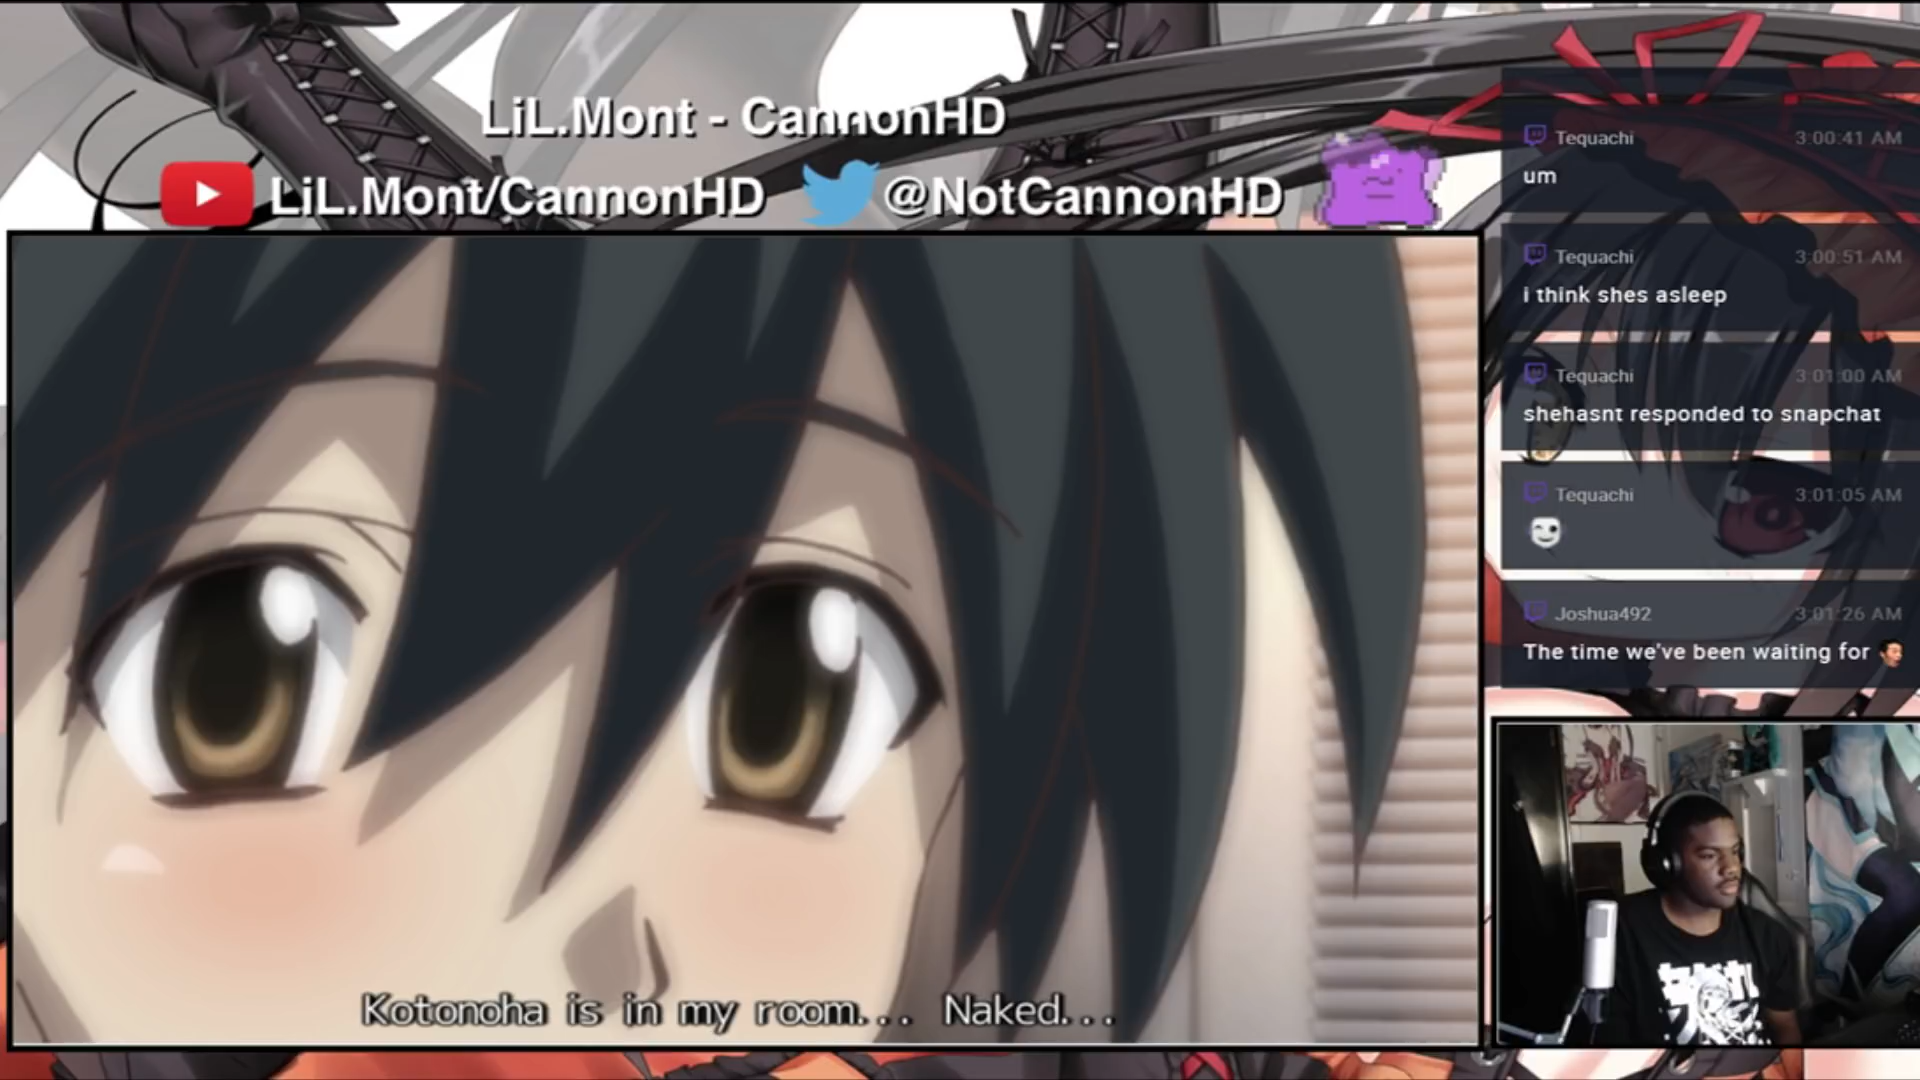 LiL.Mont - CannonHD
LiL.Mont/CannonHD
@NotCannonHD
Tequachi 3:00:41 AM
um
Tequachi 3:00:51 AM
i think shes asleep
Tequachi 3:01:00 AM
shehasnt responded to snapchat
Tequachi 3:01:05 AM
Joshua492 3:01:26 AM
The time we've been waiting for
Kotonoha is in my room... Naked...